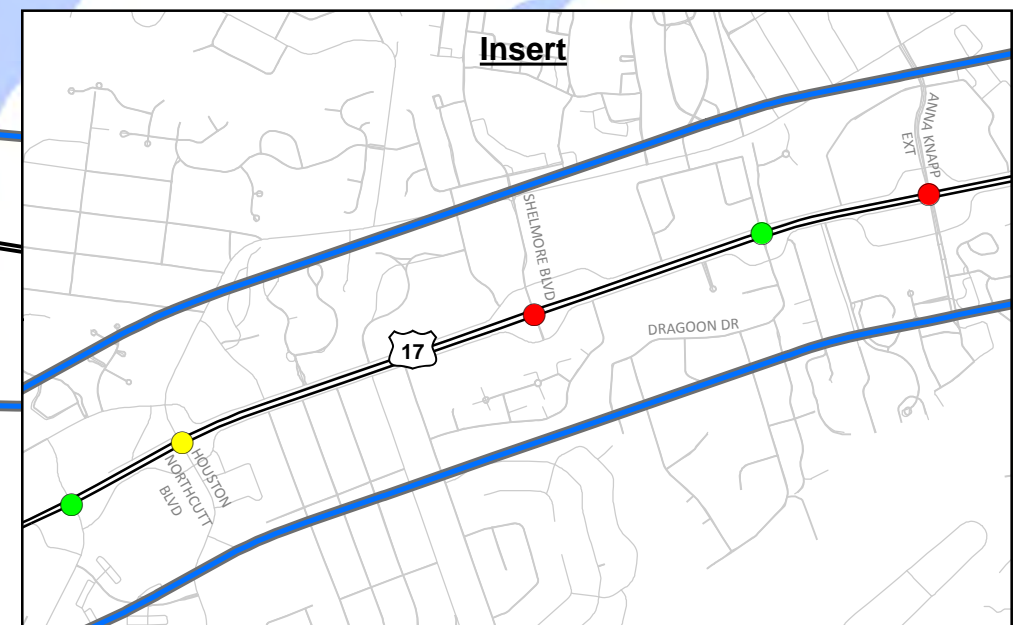 Insert
ANNA KNAPP
EXT
SHELMORE BLVD
DRAGOON DR
17
HOUSTON
NORTHCUTT
BLVD